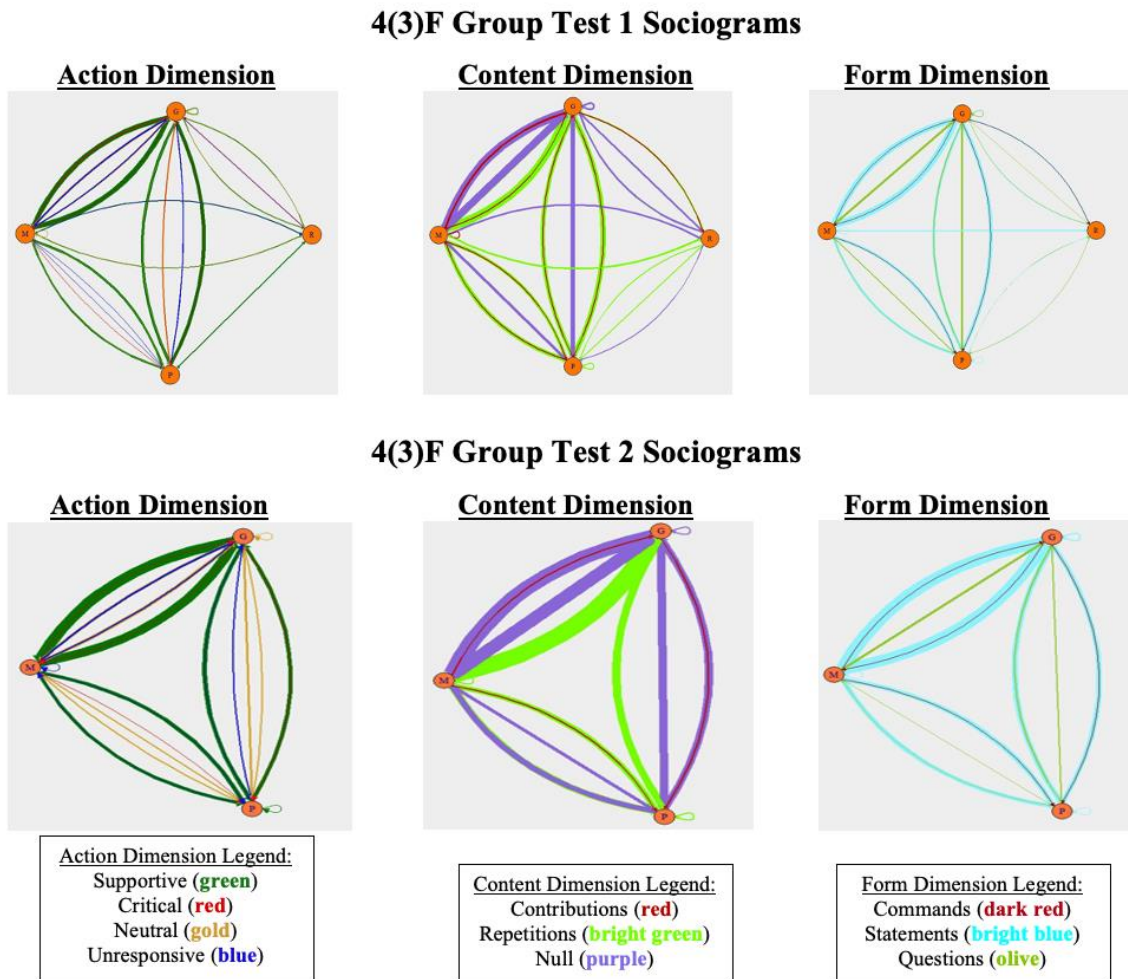 4(3)F Group Test 1 Sociograms
Action Dimension
Content Dimension
Form Dimension
G
M
R
P
G
M
R
P
G
M
R
P
4(3)F Group Test 2 Sociograms
Action Dimension
Content Dimension
Form Dimension
G
M
P
G
M
P
G
M
P
Action Dimension Legend:
Supportive (green)
Critical (red)
Neutral (gold)
Unresponsive (blue)
Content Dimension Legend:
Contributions (red)
Repetitions (bright green)
Null (purple)
Form Dimension Legend:
Commands (dark red)
Statements (bright blue)
Questions (olive)